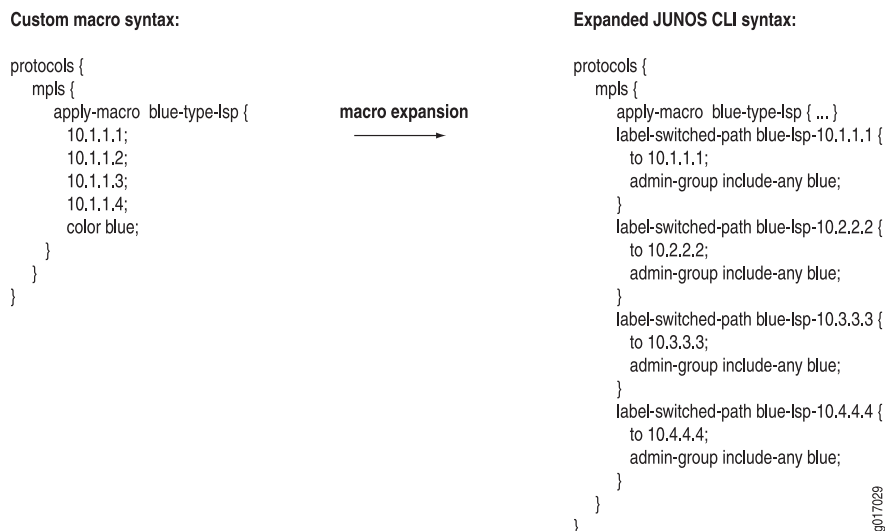 Custom macro syntax:
protocols {
mpls {
apply-macro blue-type-lsp {
10.1.1.1;
10.1.1.2;
10.1.1.3;
10.1.1.4;
color blue;
}
}
}
macro expansion
Expanded JUNOS CLI syntax:
protocols {
mpls {
apply-macro blue-type-lsp { ... }
label-switched-path blue-lsp-10.1.1.1 {
to 10.1.1.1;
admin-group include-any blue;
}
label-switched-path blue-lsp-10.2.2.2 {
to 10.2.2.2;
admin-group include-any blue;
}
label-switched-path blue-lsp-10.3.3.3 {
to 10.3.3.3;
admin-group include-any blue;
}
label-switched-path blue-lsp-10.4.4.4 {
to 10.4.4.4;
admin-group include-any blue;
}
}
}
g017029